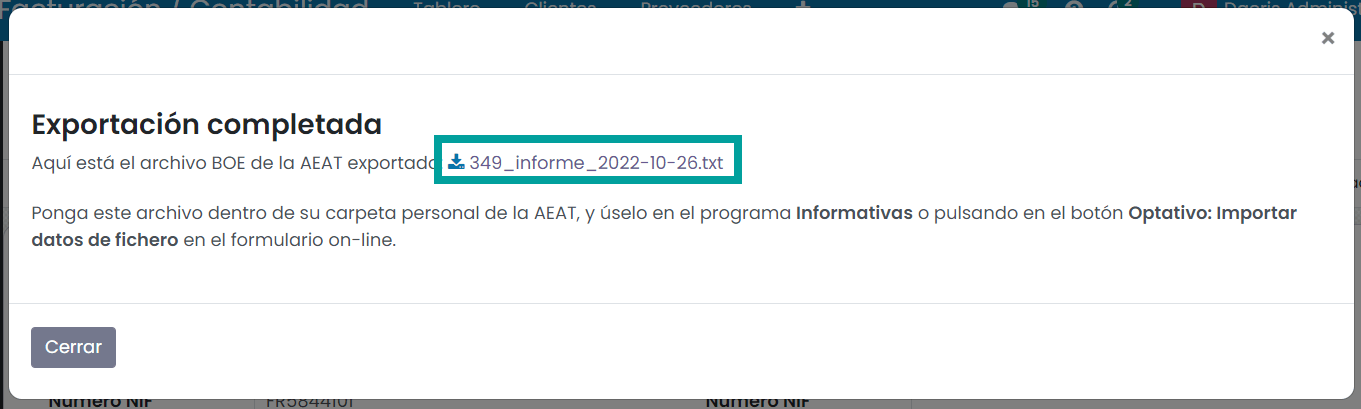 Facturación / Contabilidad Tablero Clientes Proveedores + 15 2 D Daeris Administ
×
Exportación completada
Aquí está el archivo BOE de la AEAT exportado 349_informe_2022-10-26.txt
Ponga este archivo dentro de su carpeta personal de la AEAT, y úselo en el programa Informativas o pulsando en el botón Optativo: Importar
datos de fichero en el formulario on-line.
Cerrar
Número NIF FR5844101 Número NIF